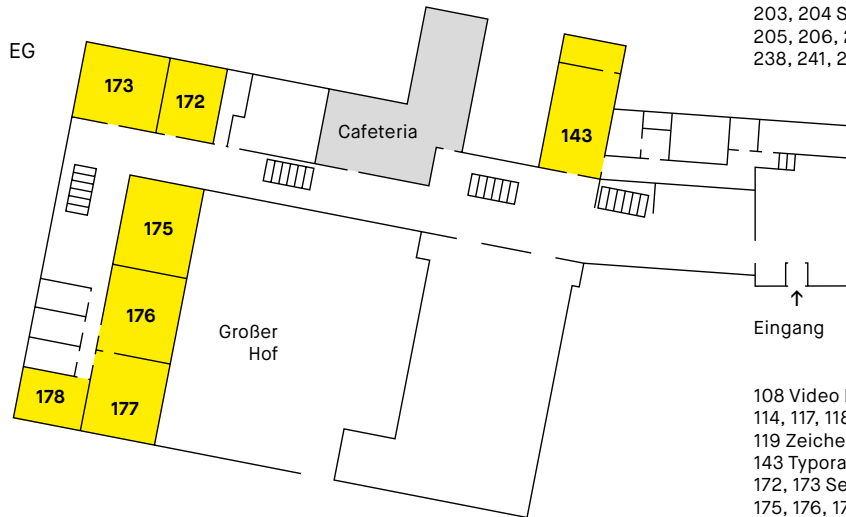 203, 204 S
205, 206, 2
238, 241, 2
EG
173
172
Cafeteria
143
175
176
Großer
Hof
Eingang
178
177
108 Video
114, 117, 118
119 Zeiche
143 Typora
172, 173 Se
175, 176, 17